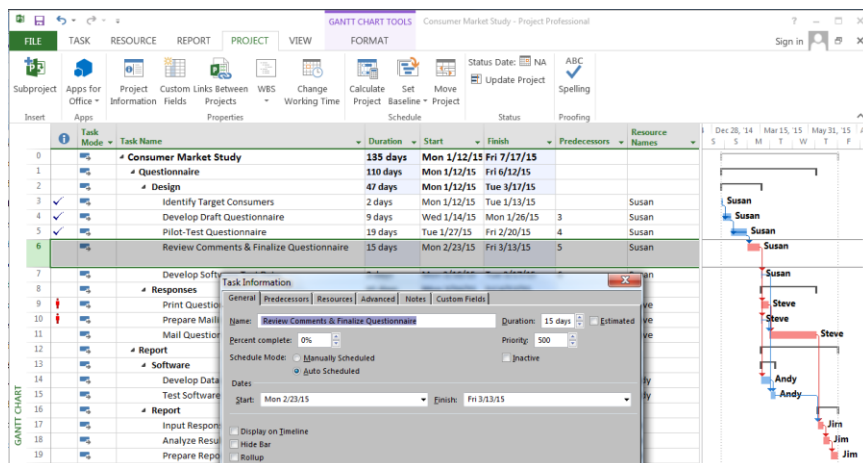 GANTT CHART TOOLS Consumer Market Study - Project Professional
FILE TASK RESOURCE REPORT PROJECT VIEW FORMAT Sign in
Subproject Apps for Office Project Information Custom Fields Links Between Projects WBS Change Working Time Calculate Project Set Baseline Move Project Status Date: NA Update Project ABC Spelling
Insert Apps Properties Schedule Status Proofing
Task Mode Task Name Duration Start Finish Predecessors Resource Names
Dec 28, '14 Mar 15, '15 May 31, '15
S S M T W T F
0 Consumer Market Study 135 days Mon 1/12/15 Fri 7/17/15
1 Questionnaire 110 days Mon 1/12/15 Fri 6/12/15
2 Design 47 days Mon 1/12/15 Tue 3/17/15
3 Identify Target Consumers 2 days Mon 1/12/15 Tue 1/13/15 Susan Susan
4 Develop Draft Questionnaire 9 days Wed 1/14/15 Mon 1/26/15 3 Susan Susan
5 Pilot-Test Questionnaire 19 days Tue 1/27/15 Fri 2/20/15 4 Susan Susan
6 Review Comments & Finalize Questionnaire 15 days Mon 2/23/15 Fri 3/13/15 5 Susan Susan
7 Susan
8 Responses
9 Print Steve
10 Prepare Steve
11 Mail Steve
12 Report
13 Software
14 Develop Data Andy
15 Test Software Andy
16 Report
17 Input Jim
18 Analyze Jim
19 Prepare Jim
GANTT CHART
Task Information
General Predecessors Resources Advanced Notes Custom Fields
Name: Review Comments & Finalize Questionnaire Duration: 15 days Estimated
Percent complete: 0% Priority: 500
Schedule Mode: Manually Scheduled Inactive
Auto Scheduled
Dates
Start: Mon 2/23/15 Finish: Fri 3/13/15
Display on Timeline
Hide Bar
Rollup